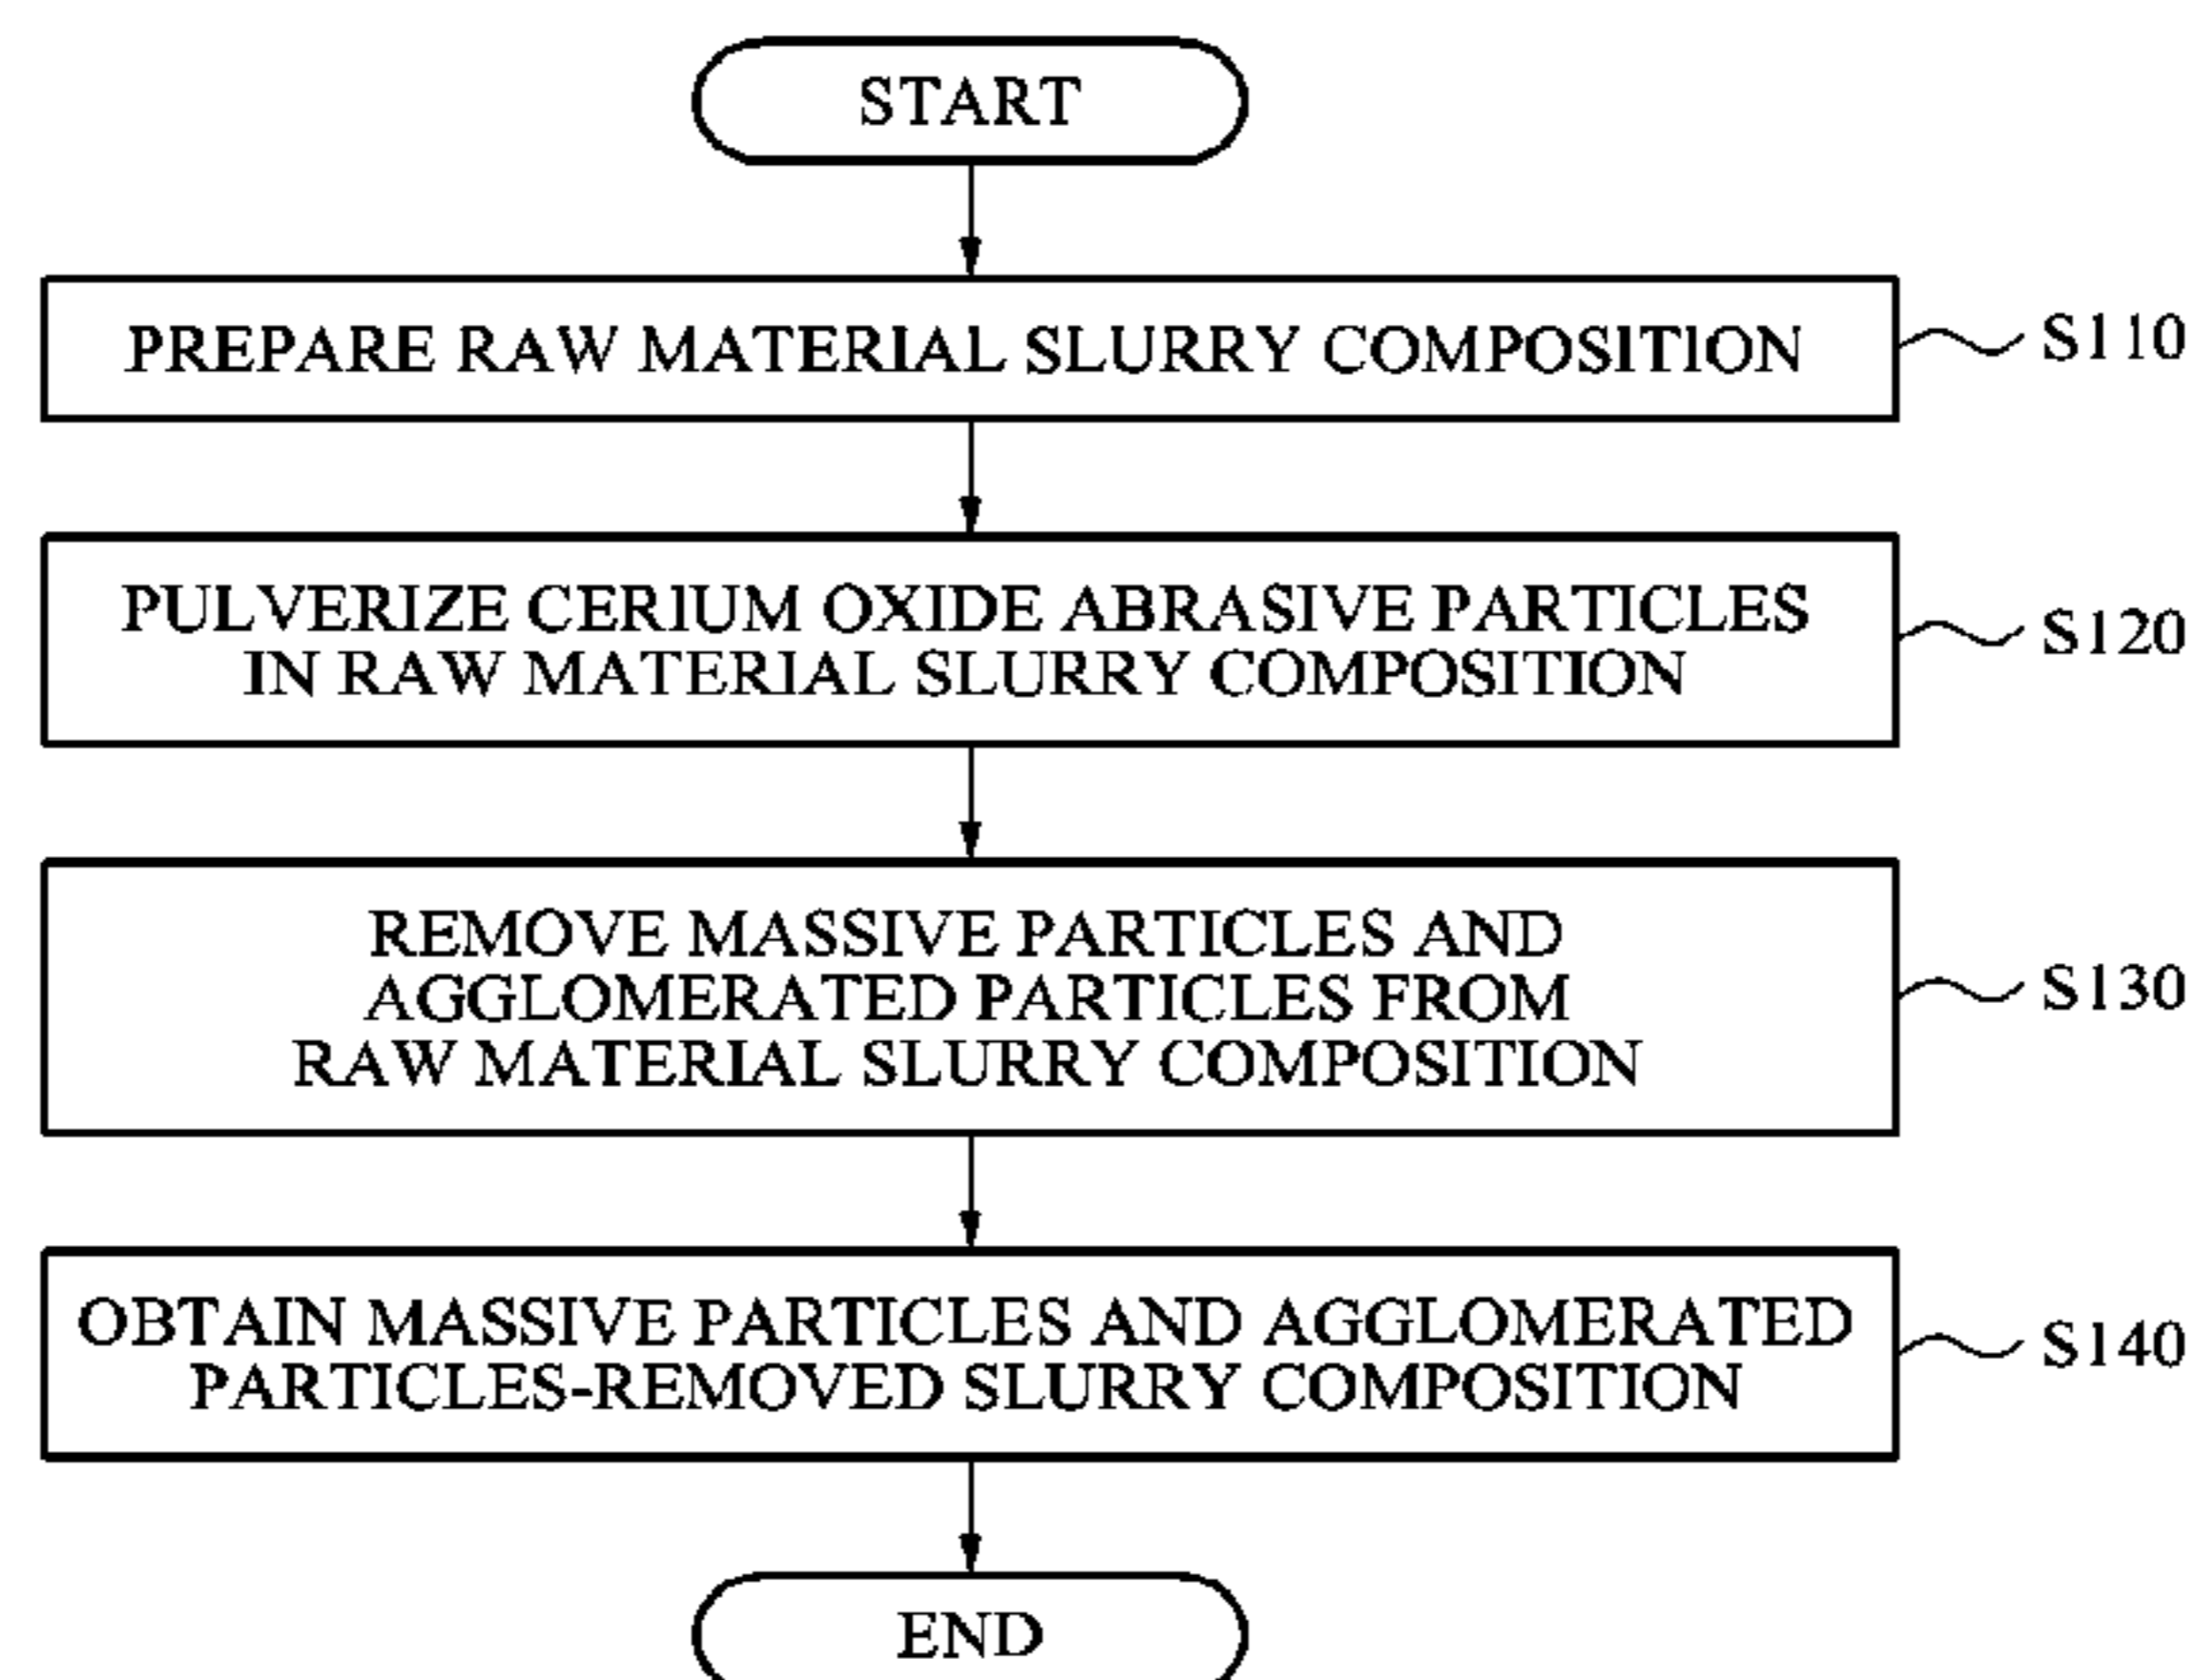 START
PREPARE RAW MATERIAL SLURRY COMPOSITION
S110
PULVERIZE CERIUM OXIDE ABRASIVE PARTICLES
IN RAW MATERIAL SLURRY COMPOSITION
S120
REMOVE MASSIVE PARTICLES AND
AGGLOMERATED PARTICLES FROM
RAW MATERIAL SLURRY COMPOSITION
S130
OBTAIN MASSIVE PARTICLES AND AGGLOMERATED
PARTICLES-REMOVED SLURRY COMPOSITION
S140
END